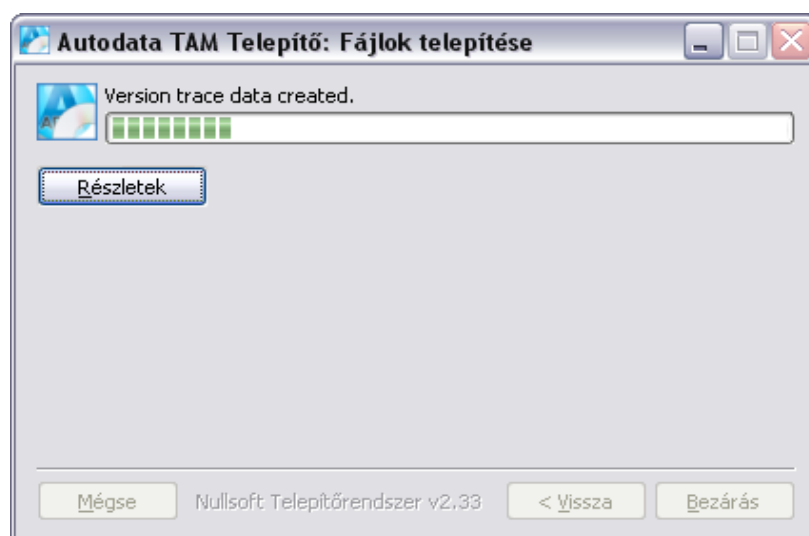 Autodata TAM Telepítő: Fájlok telepítése
Version trace data created.
Részletek
Mégse
Nullsoft Telepítőrendszer v2.33
< Vissza
Bezárás